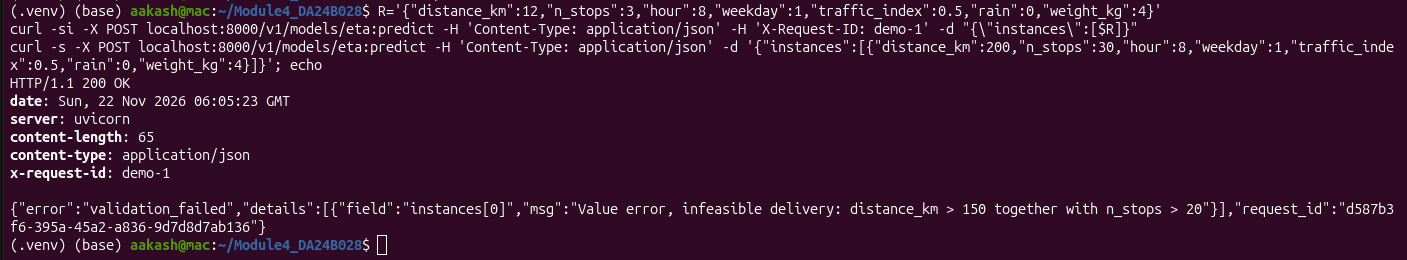 (.venv) (base) aakash@mac:~/Module4_DA24B028$ R='{"distance_km":12,"n_stops":3,"hour":8,"weekday":1,"traffic_index":0.5,"rain":0,"weight_kg":4}'
curl -si -X POST localhost:8000/v1/models/eta:predict -H 'Content-Type: application/json' -H 'X-Request-ID: demo-1' -d "{\"instances\":[$R]}"
curl -s -X POST localhost:8000/v1/models/eta:predict -H 'Content-Type: application/json' -d '{"instances":[{"distance_km":200,"n_stops":30,"hour":8,"weekday":1,"traffic_inde
x":0.5,"rain":0,"weight_kg":4}]}'; echo
HTTP/1.1 200 OK
date: Sun, 22 Nov 2026 06:05:23 GMT
server: uvicorn
content-length: 65
content-type: application/json
x-request-id: demo-1
{"error":"validation_failed","details":[{"field":"instances[0]","msg":"Value error, infeasible delivery: distance_km > 150 together with n_stops > 20"}],"request_id":"d587b3
f6-395a-45a2-a836-9d7d8d7ab136"}
(.venv) (base) aakash@mac:~/Module4_DA24B028$